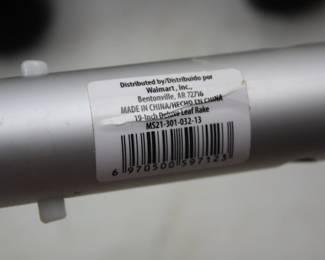 Distributed by/Distribuido por
Walmart, Inc.,
Bentonville, AR 72716
MADE IN CHINA/HECHO EN CHINA
19-Inch Deluxe Leaf Rake
MS21-301-032-13
6 970500 597123